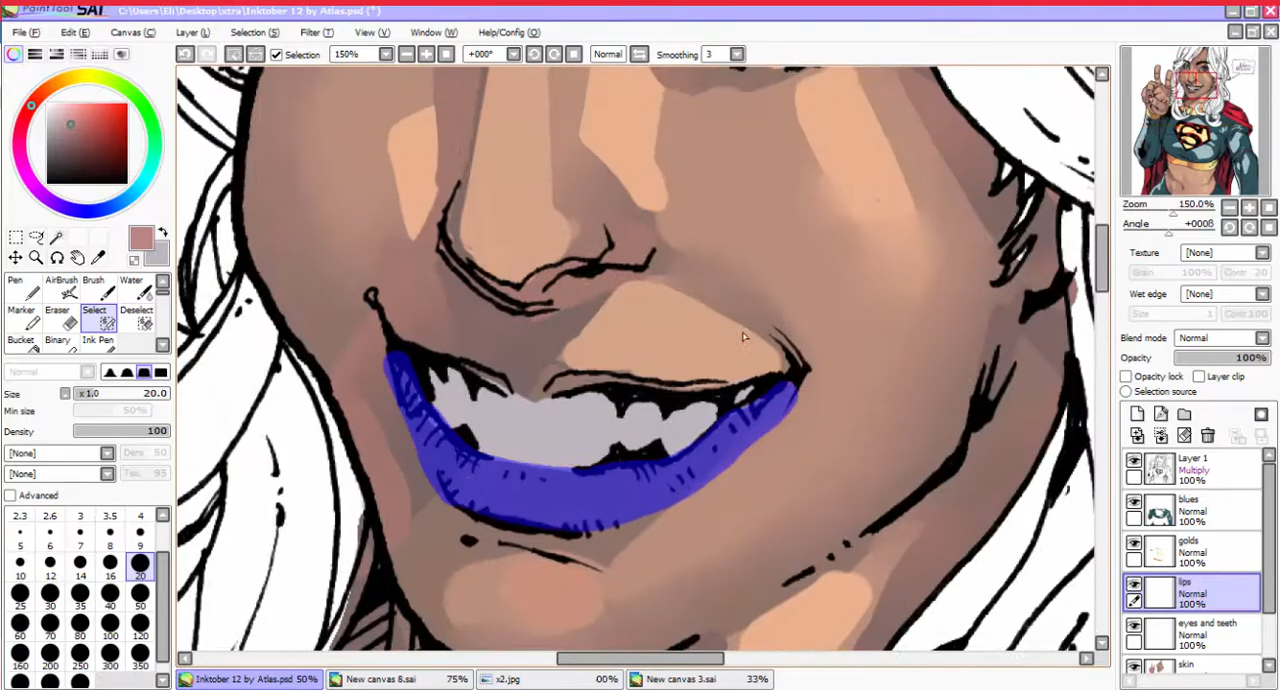 PaintTool SAI C:\Users\Eli\Desktop\xtra\Inktober 12 by Atlas.psd (*)
File (F) Edit (E) Canvas (C) Layer (L) Selection (S) Filter (T) View (V) Window (W) Help/Config (O)
Selection 150% +000° Normal Smoothing 3
Zoom 150.0%
Angle +000ß
Texture [None]
Grain 100% Contr 20
Wet edge [None]
Size 1 Contr 100
Blend mode Normal
Opacity 100%
Opacity lock Layer clip
Selection source
Pen AirBrush Brush Water
Marker Eraser Select Deselect
Bucket Binary Ink Pen
Normal
Size x1.0 20.0
Min size 50%
Density 100
[None] Dens 50
[None] Tex. 95
Advanced
2.3 2.6 3 3.5 4
5 6 7 8 9
10 12 14 16 20
25 30 35 40 50
60 70 80 100 120
160 200 250 300 350
Layer 1
Multiply
100%
blues
Normal
100%
golds
Normal
100%
lips
Normal
100%
eyes and teeth
Normal
100%
skin
Inktober 12 by Atlas.psd 50% New canvas 8.sai 75% x2.jpg 00% New canvas 3.sai 33%